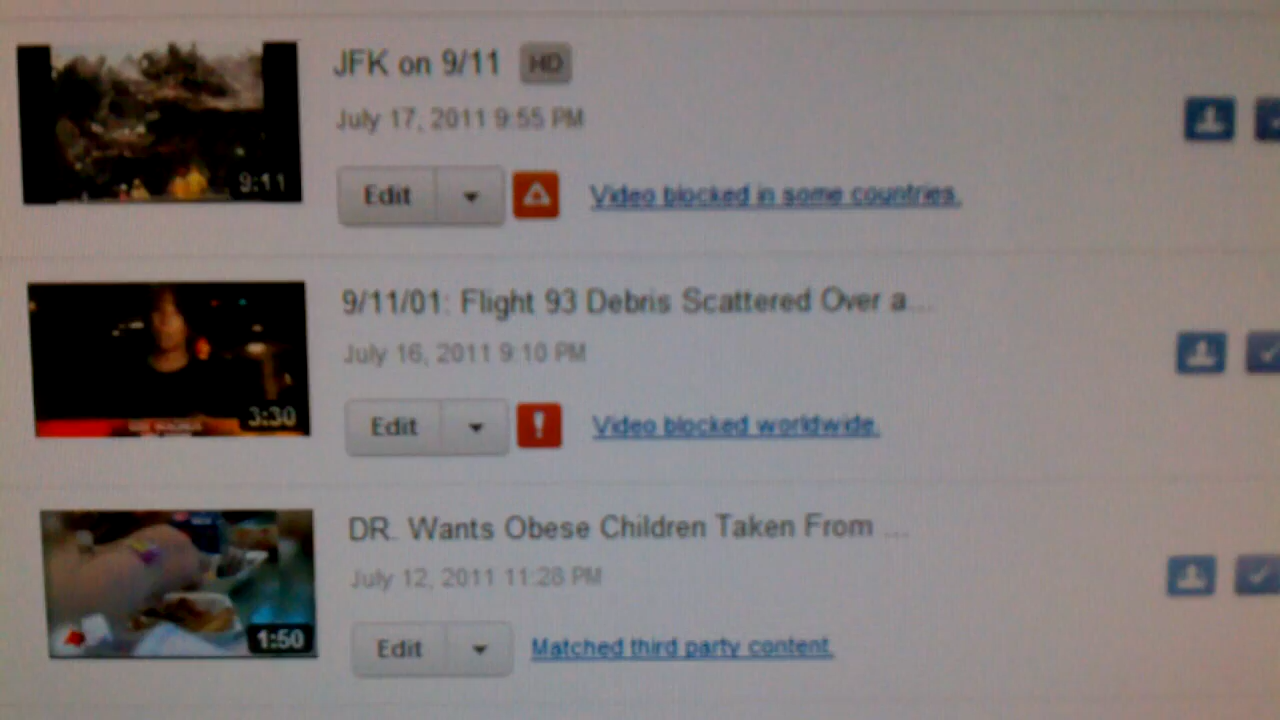 JFK on 9/11 HD
July 17, 2011 9:55 PM
9:11
Edit Video blocked in some countries.
9/11/01: Flight 93 Debris Scattered Over a...
July 16, 2011 9:10 PM
3:30
Edit Video blocked worldwide.
DR. Wants Obese Children Taken From ...
July 12, 2011 11:28 PM
1:50
Edit Matched third party content.